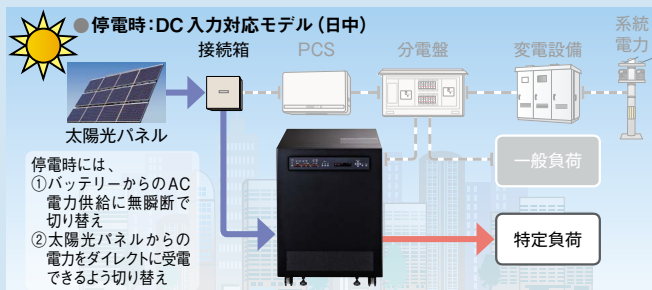 ●停電時:DC入力対応モデル(日中)
接続箱
PCS
分電盤
変電設備
系統
電力
太陽光パネル
停電時には、
①バッテリーからのAC
電力供給に無瞬断で
切り替え
②太陽光パネルからの
電力をダイレクトに受電
できるよう切り替え
一般負荷
特定負荷